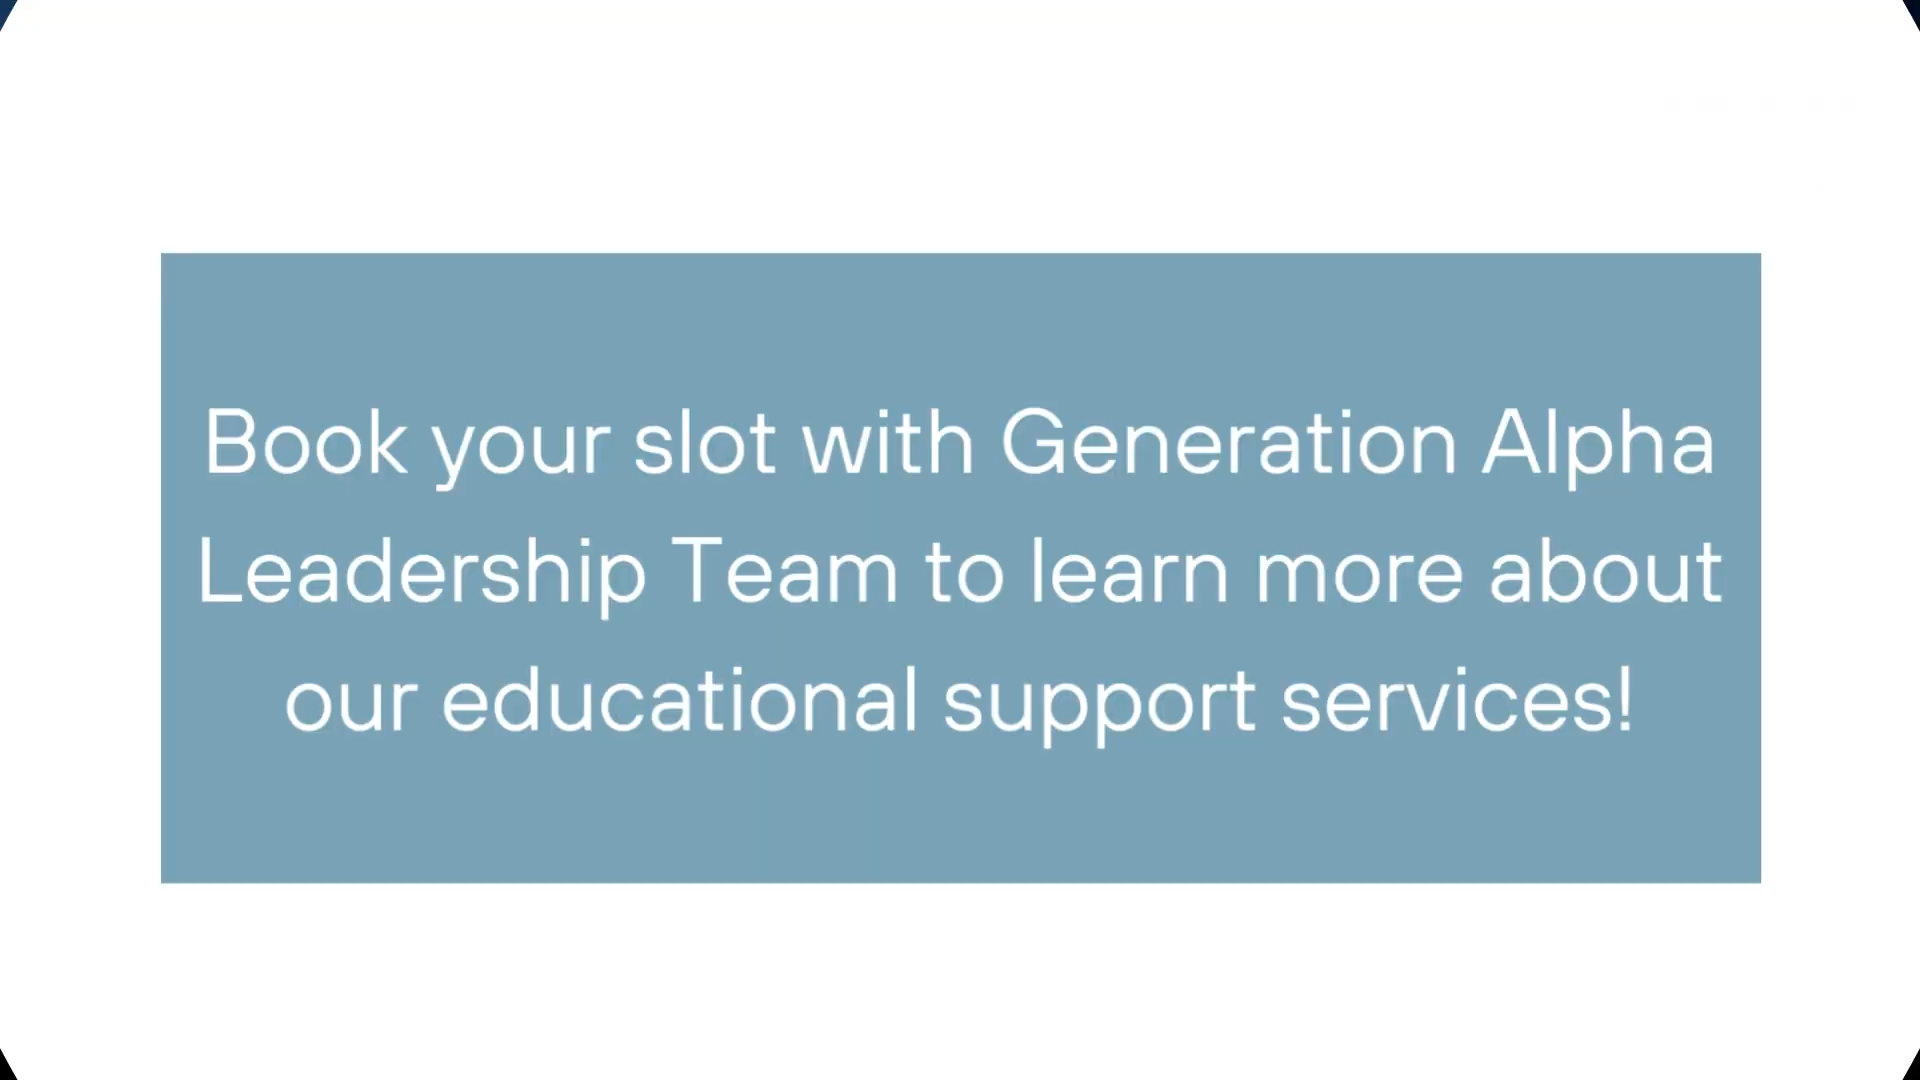 Book your slot with Generation Alpha
Leadership Team to learn more about
our educational support services!